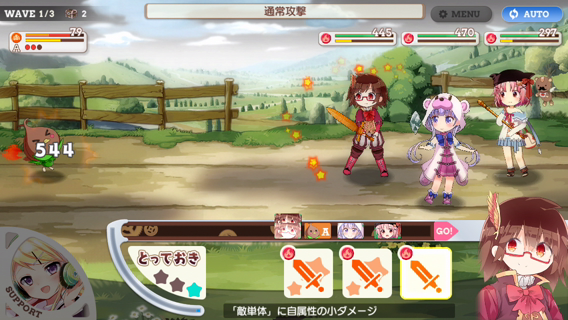 WAVE 1/3 2
通常攻撃
MENU
AUTO
79
A
445
470
297
544
A
GO!
とっておき
SUPPORT
「敵単体」に自属性の小ダメージ